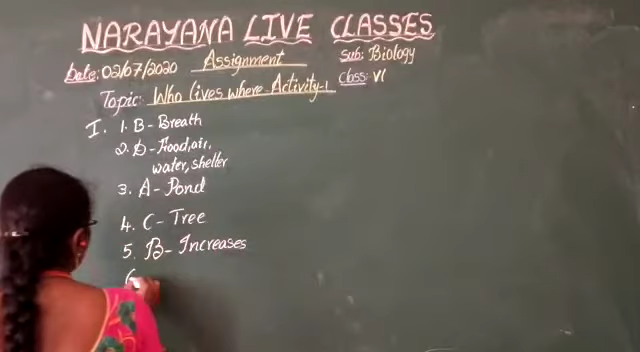 NARAYANA LIVE CLASSES
Date: 02/07/2020 Assignment Sub: Biology
Class: VI
Topic: Who lives where Activity-1
I. 1. B - Breath
2. D - Food, air,
water, shelter
3. A - Pond
4. C - Tree
5. B - Increases
6